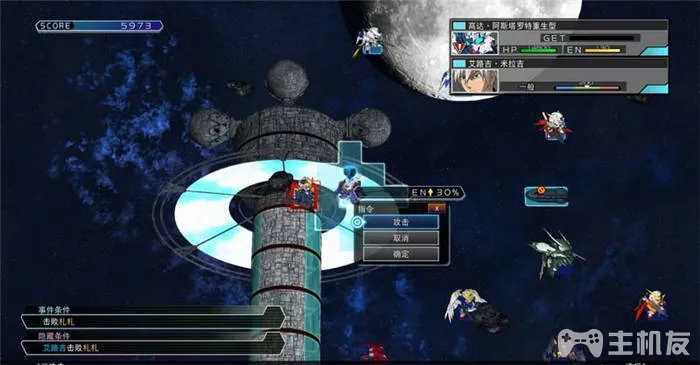 SCORE 5973
高达·阿斯塔罗特重生型
GET
HP
EN
艾路吉·米拉吉
一般
EN 30%
指令
x
攻击
取消
确定
事件条件
击败札札
隐藏条件
艾路吉击败札札
主机友